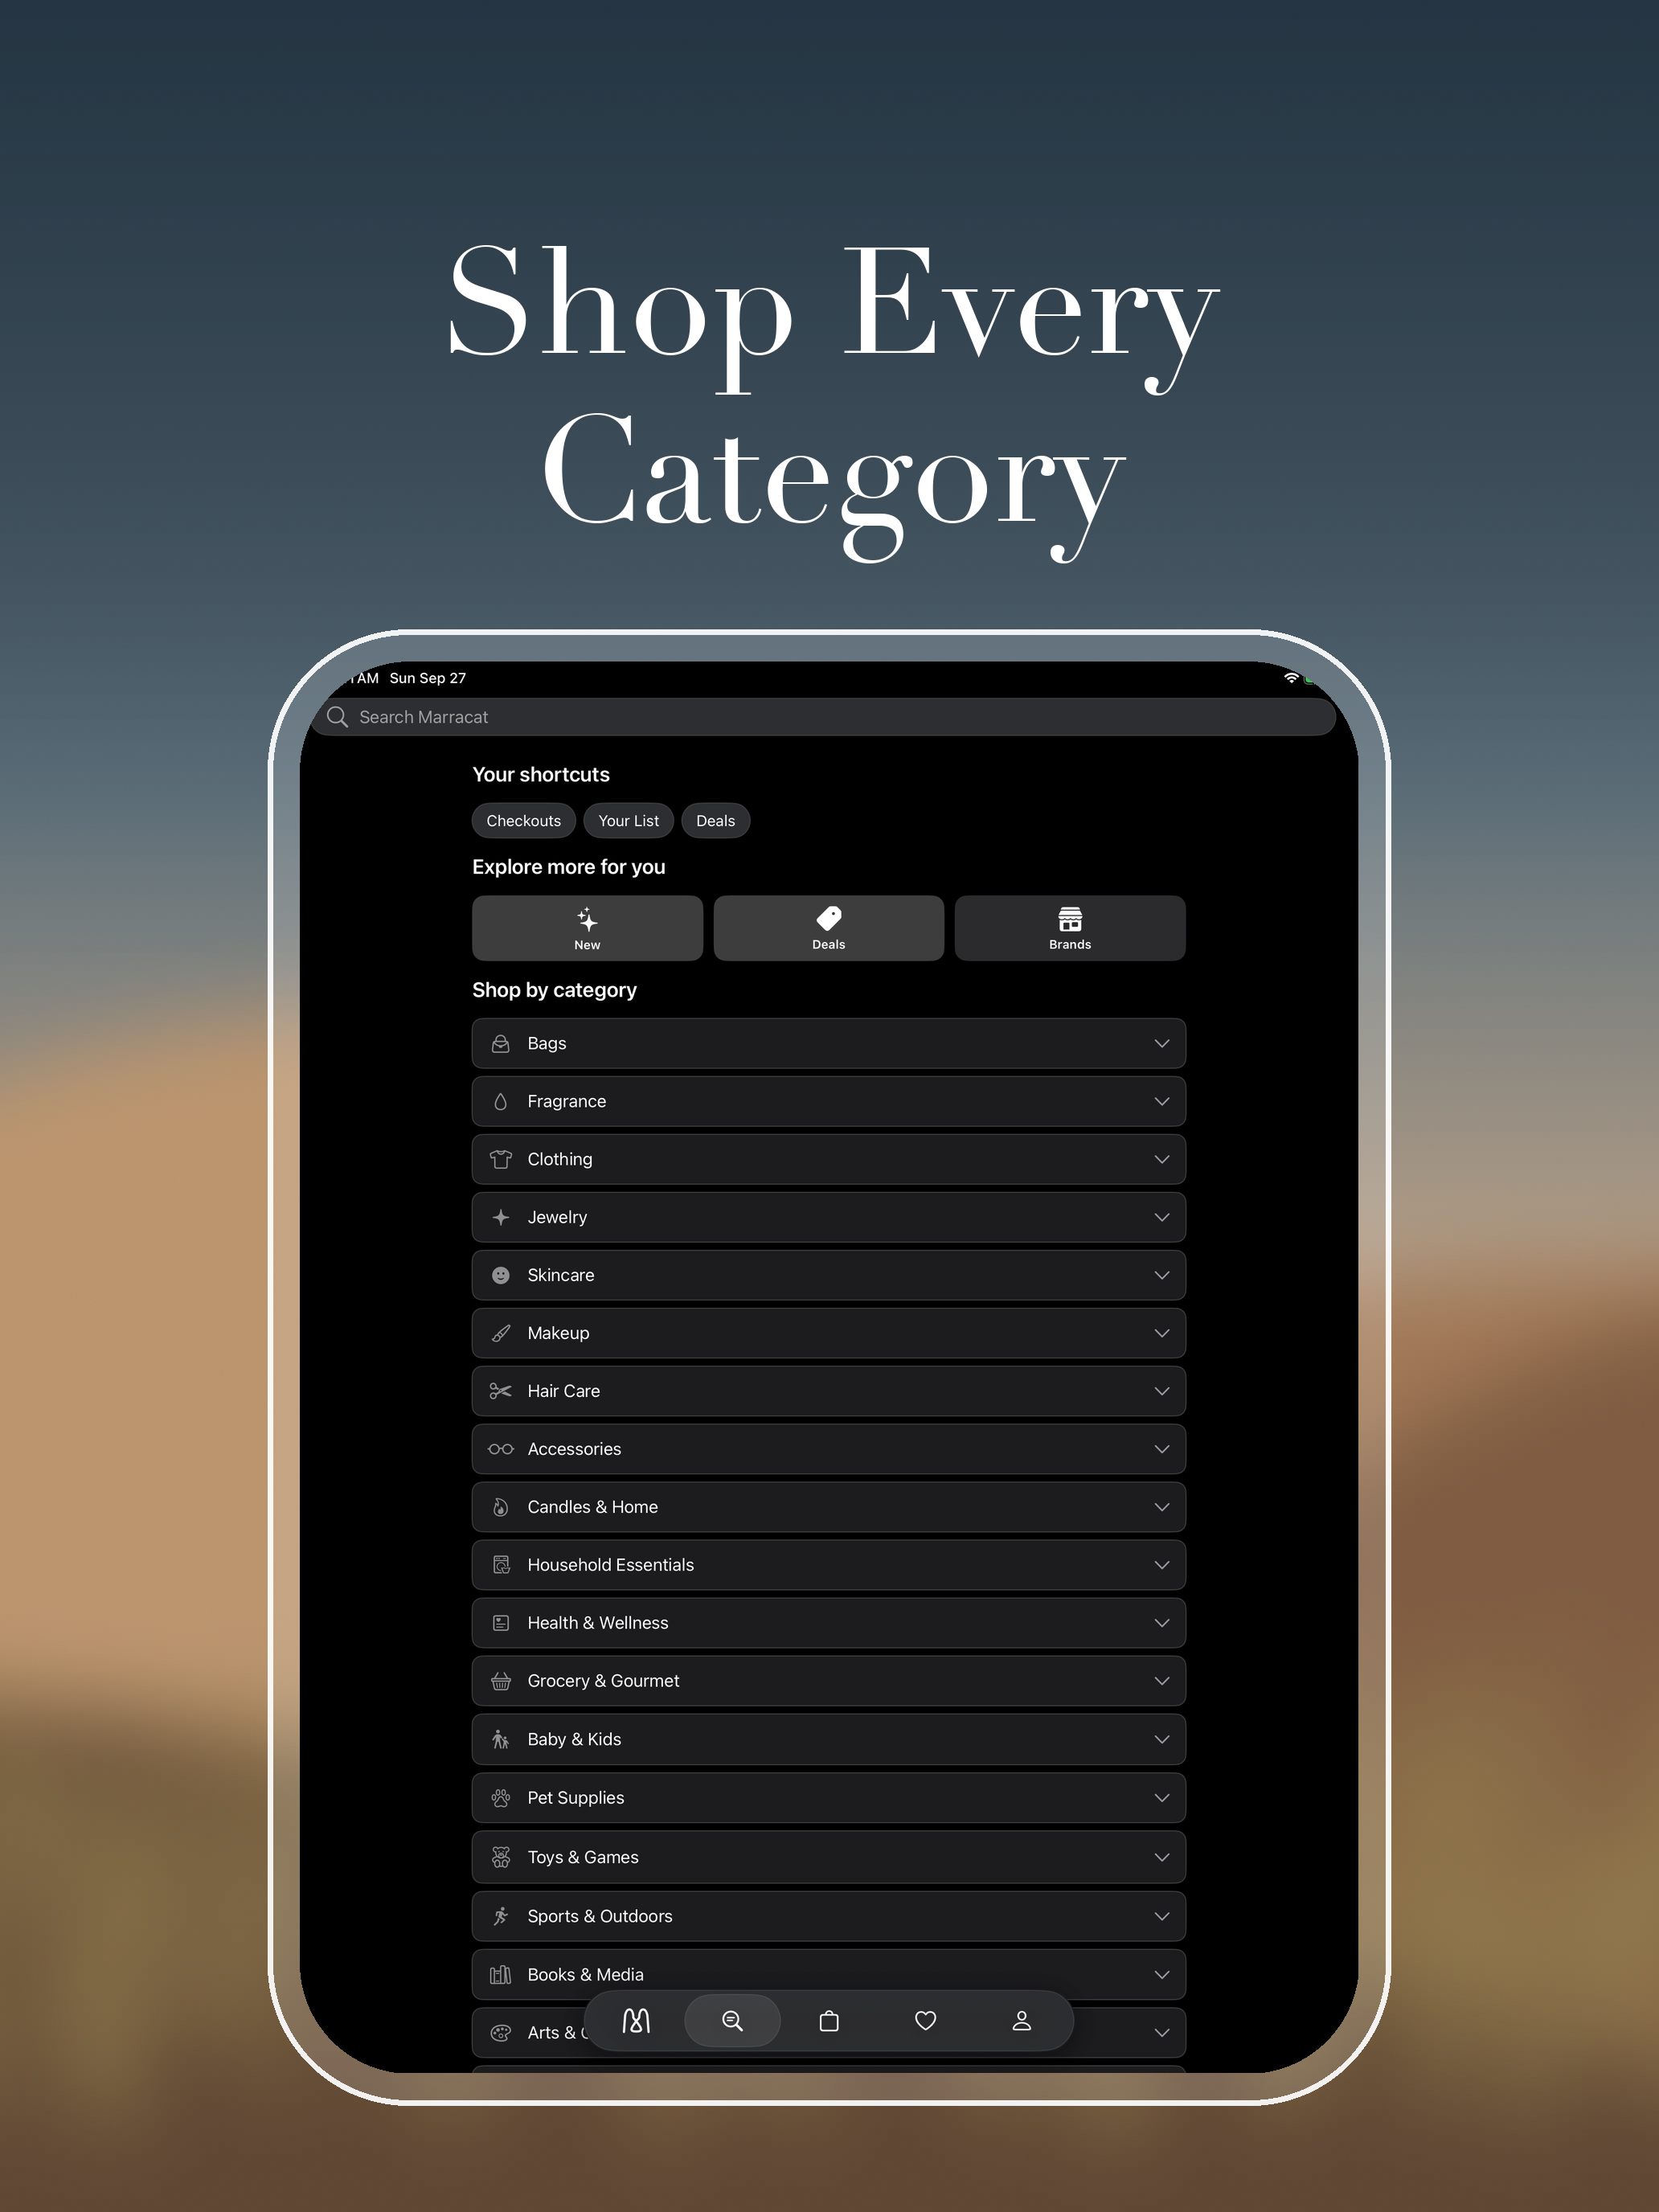 Shop Every
Category
AM Sun Sep 27
Search Marracat
Your shortcuts
Checkouts Your List Deals
Explore more for you
New Deals Brands
Shop by category
Bags
Fragrance
Clothing
Jewelry
Skincare
Makeup
Hair Care
Accessories
Candles & Home
Household Essentials
Health & Wellness
Grocery & Gourmet
Baby & Kids
Pet Supplies
Toys & Games
Sports & Outdoors
Books & Media
Arts &